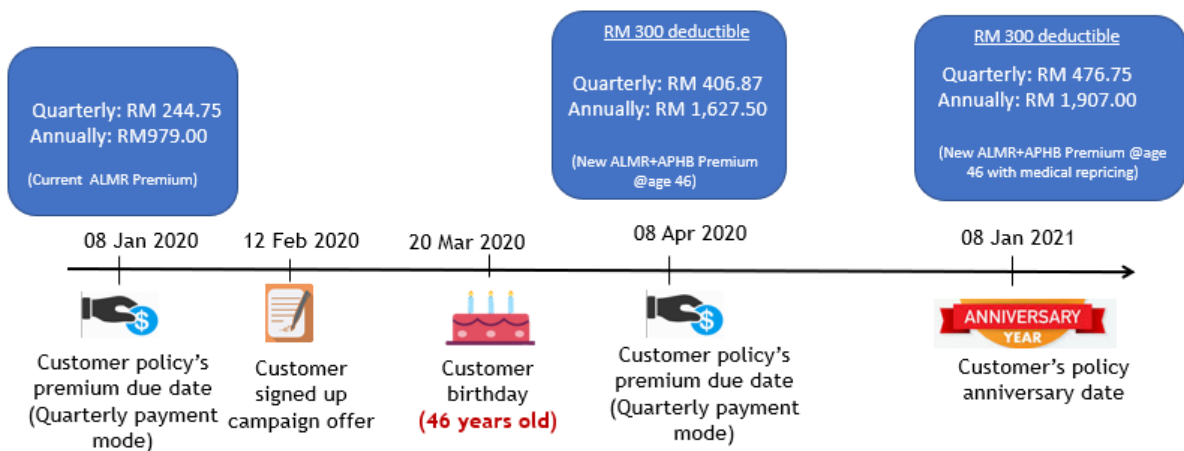 Quarterly: RM 244.75
Annually: RM979.00
(Current ALMR Premium)
RM 300 deductible
Quarterly: RM 406.87
Annually: RM 1,627.50
(New ALMR+APHB Premium
@age 46)
RM 300 deductible
Quarterly: RM 476.75
Annually: RM 1,907.00
(New ALMR+APHB Premium @age
46 with medical repricing)
08 Jan 2020
12 Feb 2020
20 Mar 2020
08 Apr 2020
08 Jan 2021
$
$
ANNIVERSARY
YEAR
Customer policy's
premium due date
(Quarterly payment
mode)
Customer
signed up
campaign offer
Customer
birthday
(46 years old)
Customer policy's
premium due date
(Quarterly payment
mode)
Customer's policy
anniversary date